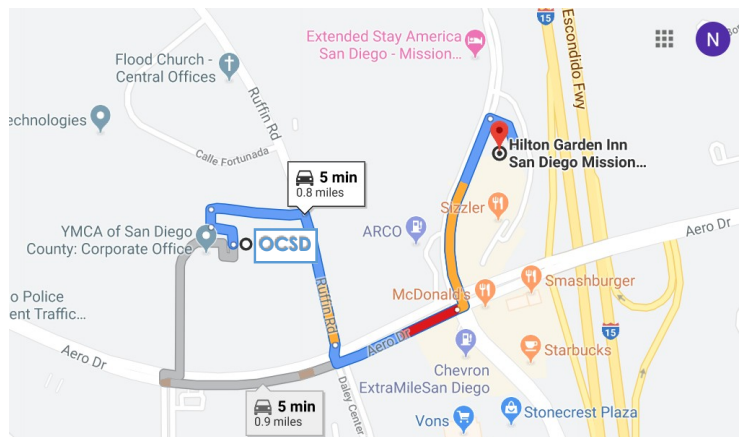 15
Escondido Fwy
N
Extended Stay America
San Diego - Mission...
Flood Church -
Central Offices
echnologies
Ruffin Rd
Calle Fortunada
Hilton Garden Inn
San Diego Mission...
5 min
0.8 miles
Sizzler
YMCA of San Diego
County: Corporate Office
OCSD
ARCO
Aero Dr
McDonald's
Smashburger
o Police
ent Traffic...
Ruffin Rd
15
Aero Dr
Aero Dr
Starbucks
Chevron
ExtraMileSan Diego
Daley Center
5 min
0.9 miles
Vons
Stonecrest Plaza